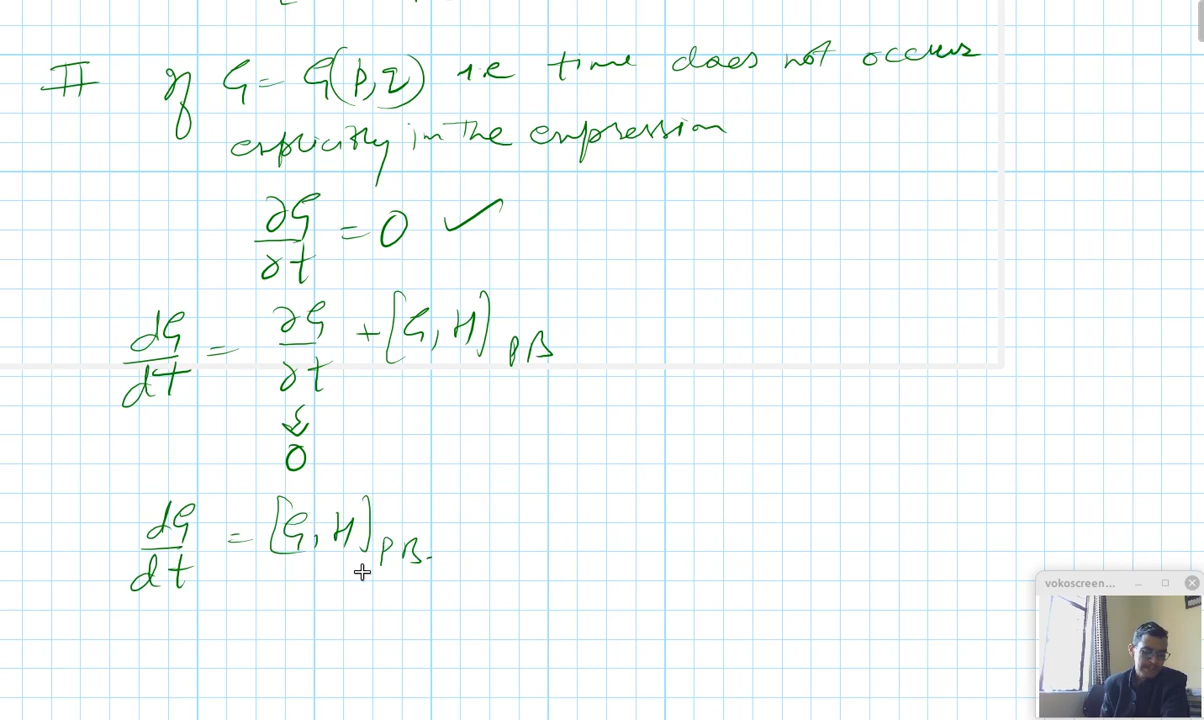 II If G = G(p,q) i.e time does not occurs
explicitly in the expression
∂G/∂t = 0 ✓
dG/dt = ∂G/∂t + [G, H] PB
↓
0
dG/dt = [G, H] PB.
vokoscreen...